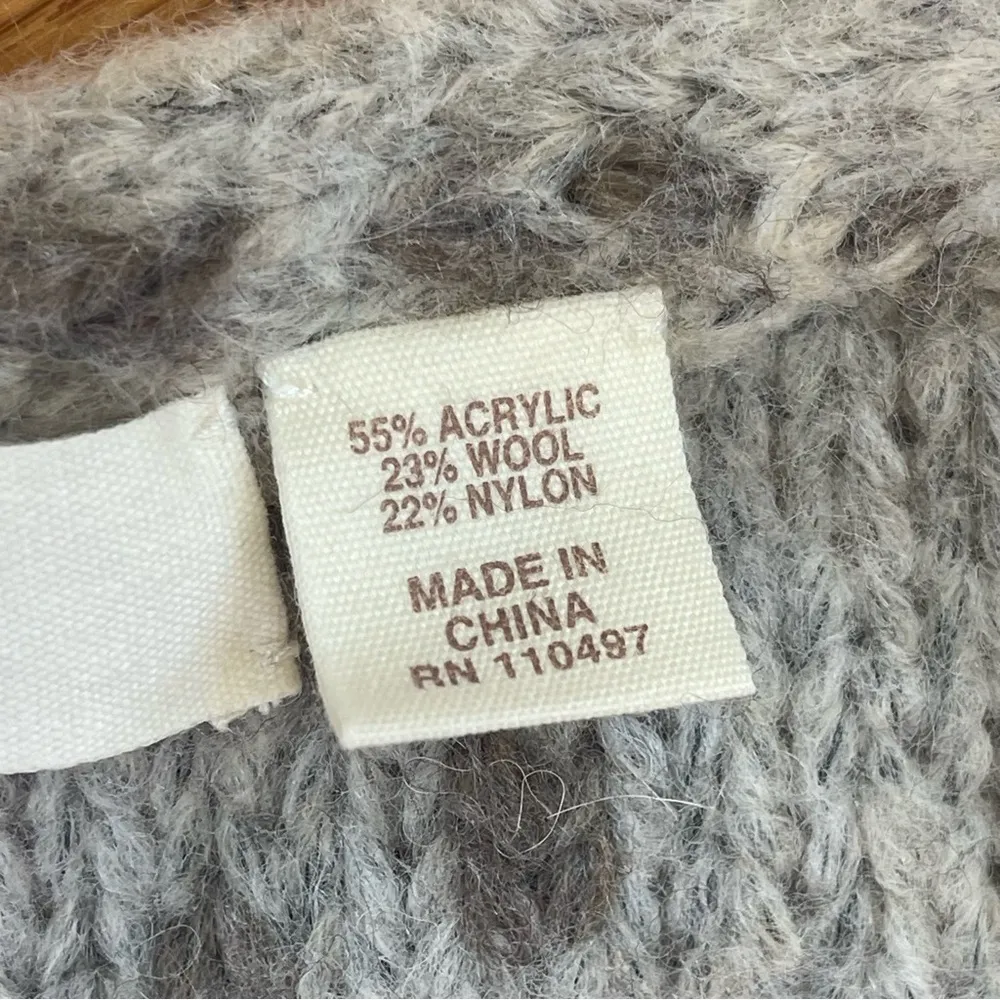 55% ACRYLIC
23% WOOL
22% NYLON
MADE IN
CHINA
RN 110497